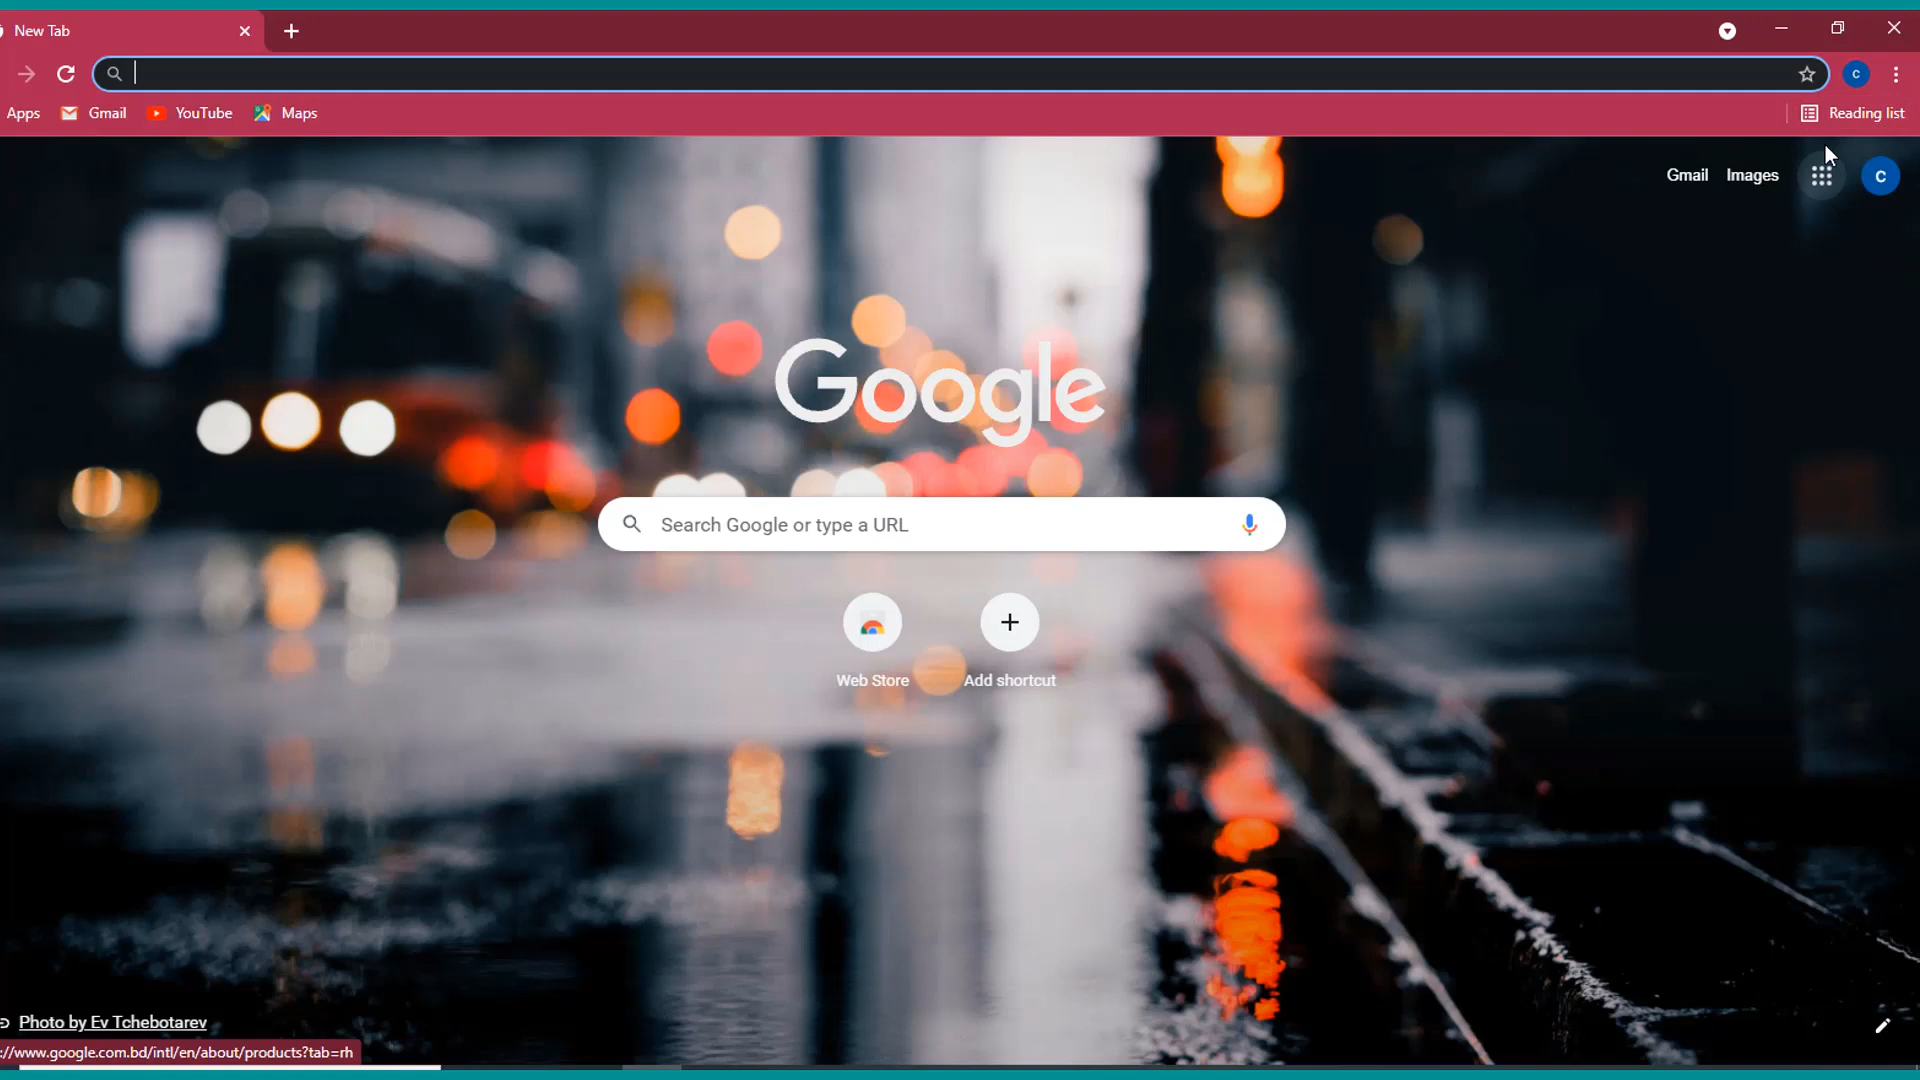 New Tab
Apps Gmail YouTube Maps Reading list
C
Gmail Images C
Google
Search Google or type a URL
Web Store Add shortcut
Photo by Ev Tchebotarev
://www.google.com.bd/intl/en/about/products?tab=rh